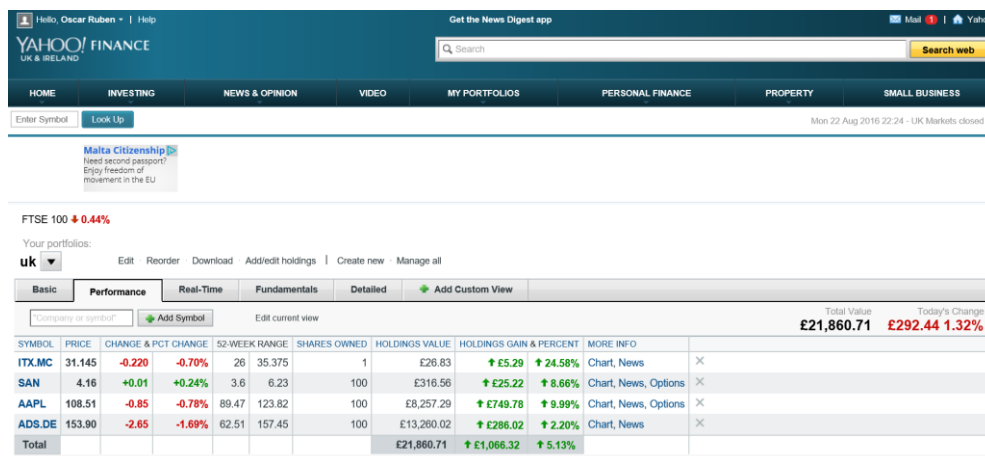 Hello, Oscar Ruben | Help Get the News Digest app Mail 1 | Yaho
YAHOO! FINANCE
UK & IRELAND
Search Search web
HOME INVESTING NEWS & OPINION VIDEO MY PORTFOLIOS PERSONAL FINANCE PROPERTY SMALL BUSINESS
Enter Symbol Look Up Mon 22 Aug 2016 22:24 - UK Markets closed
Malta Citizenship
Need second passport?
Enjoy freedom of
movement in the EU
FTSE 100 0.44%
Your portfolios:
uk Edit · Reorder · Download · Add/edit holdings | Create new · Manage all
Basic Performance Real-Time Fundamentals Detailed Add Custom View
"Company or symbol" Add Symbol Edit current view Total Value Today's Change
£21,860.71 £292.44 1.32%
SYMBOL PRICE CHANGE & PCT CHANGE 52-WEEK RANGE SHARES OWNED HOLDINGS VALUE HOLDINGS GAIN & PERCENT MORE INFO
ITX.MC 31.145 -0.220 -0.70% 26 35.375 1 £26.83 £5.29 24.58% Chart, News
SAN 4.16 +0.01 +0.24% 3.6 6.23 100 £316.56 £25.22 8.66% Chart, News, Options
AAPL 108.51 -0.85 -0.78% 89.47 123.82 100 £8,257.29 £749.78 9.99% Chart, News, Options
ADS.DE 153.90 -2.65 -1.69% 62.51 157.45 100 £13,260.02 £286.02 2.20% Chart, News
Total £21,860.71 £1,066.32 5.13%